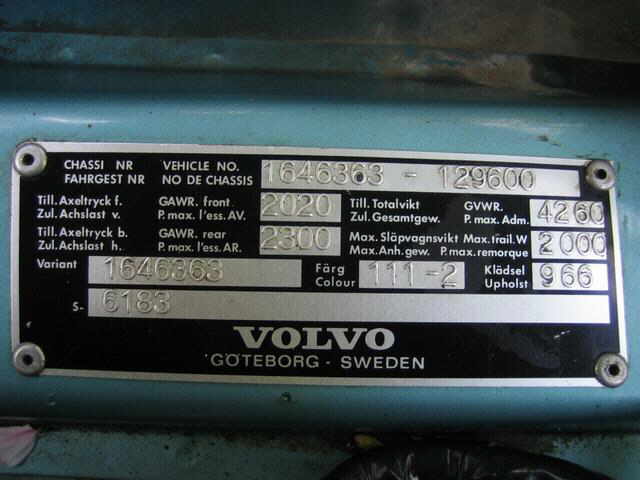 CHASSI NR VEHICLE NO. 1646363 - 129600
FAHRGEST NR NO DE CHASSIS
Till. Axeltryck f. GAWR. front 2020 Till. Totalvikt GVWR. 4260
Zul. Achslast v. P. max. l'ess. AV. Zul. Gesamtgew. P. max. Adm.
Till. Axeltryck b. GAWR. rear 2300 Max. Släpvagnsvikt Max. trail. W 2000
Zul. Achslast h. P. max. l'ess. AR. Max. Anh. gew. P. max. remorque
Variant 1646363 Färg 111-2 Klädsel 966
Colour Upholst
S- 6183
VOLVO
GÖTEBORG - SWEDEN